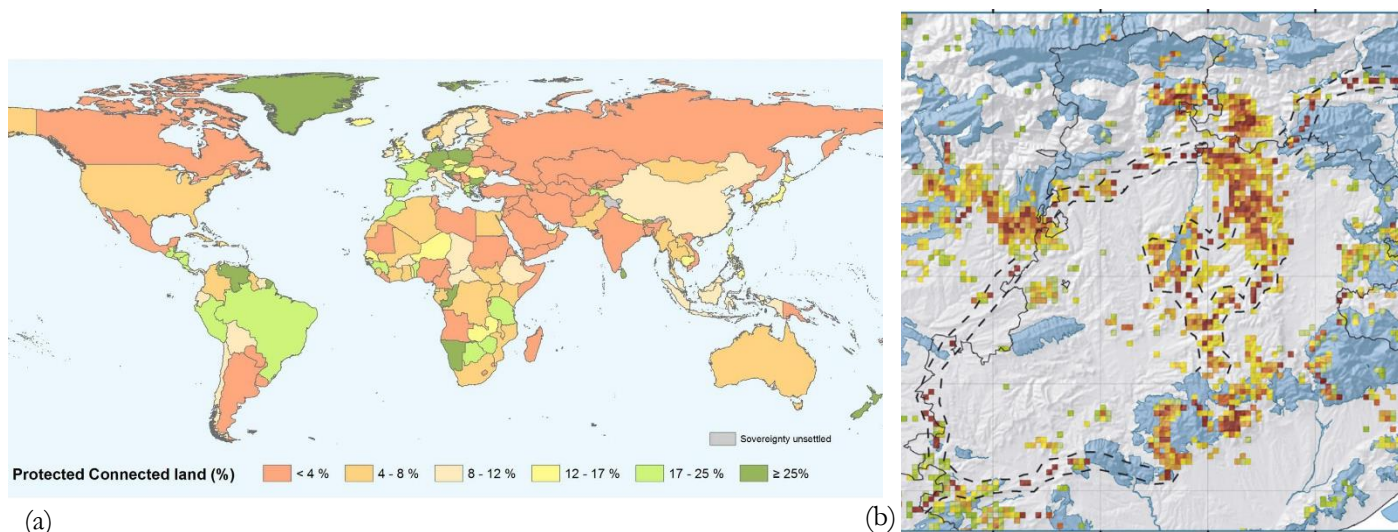 Sovereignty unsettled
Protected Connected land (%)
< 4 %
4 - 8 %
8 - 12 %
12 - 17 %
17 - 25 %
≥ 25%
(a)
(b)